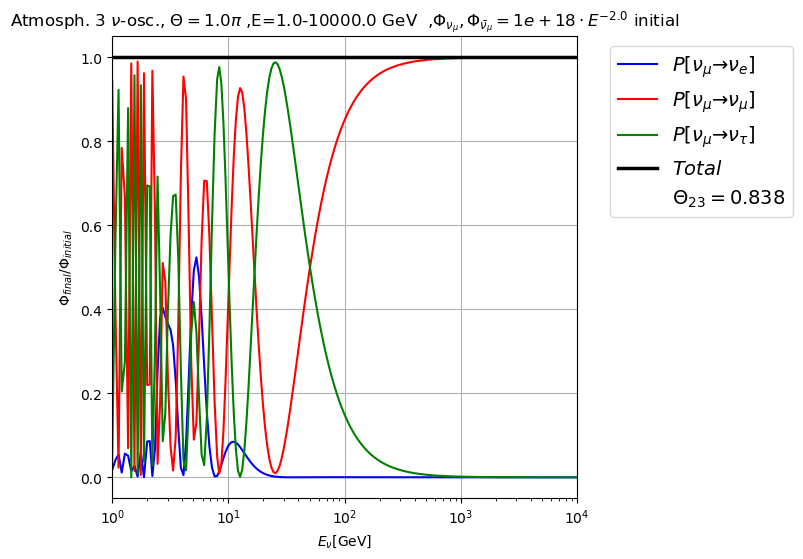 Atmosph. 3 ν-osc., Θ = 1.0π ,E=1.0-10000.0 GeV ,Φ_{ν_μ}, Φ_{ν̄_μ} = 1e + 18 · E^{−2.0} initial
P[ν_μ→ν_e]
P[ν_μ→ν_μ]
P[ν_μ→ν_τ]
Total
Θ_{23} = 0.838
Φ_{final}/Φ_{initial}
1.0
0.8
0.6
0.4
0.2
0.0
10^0 10^1 10^2 10^3 10^4
E_ν[GeV]